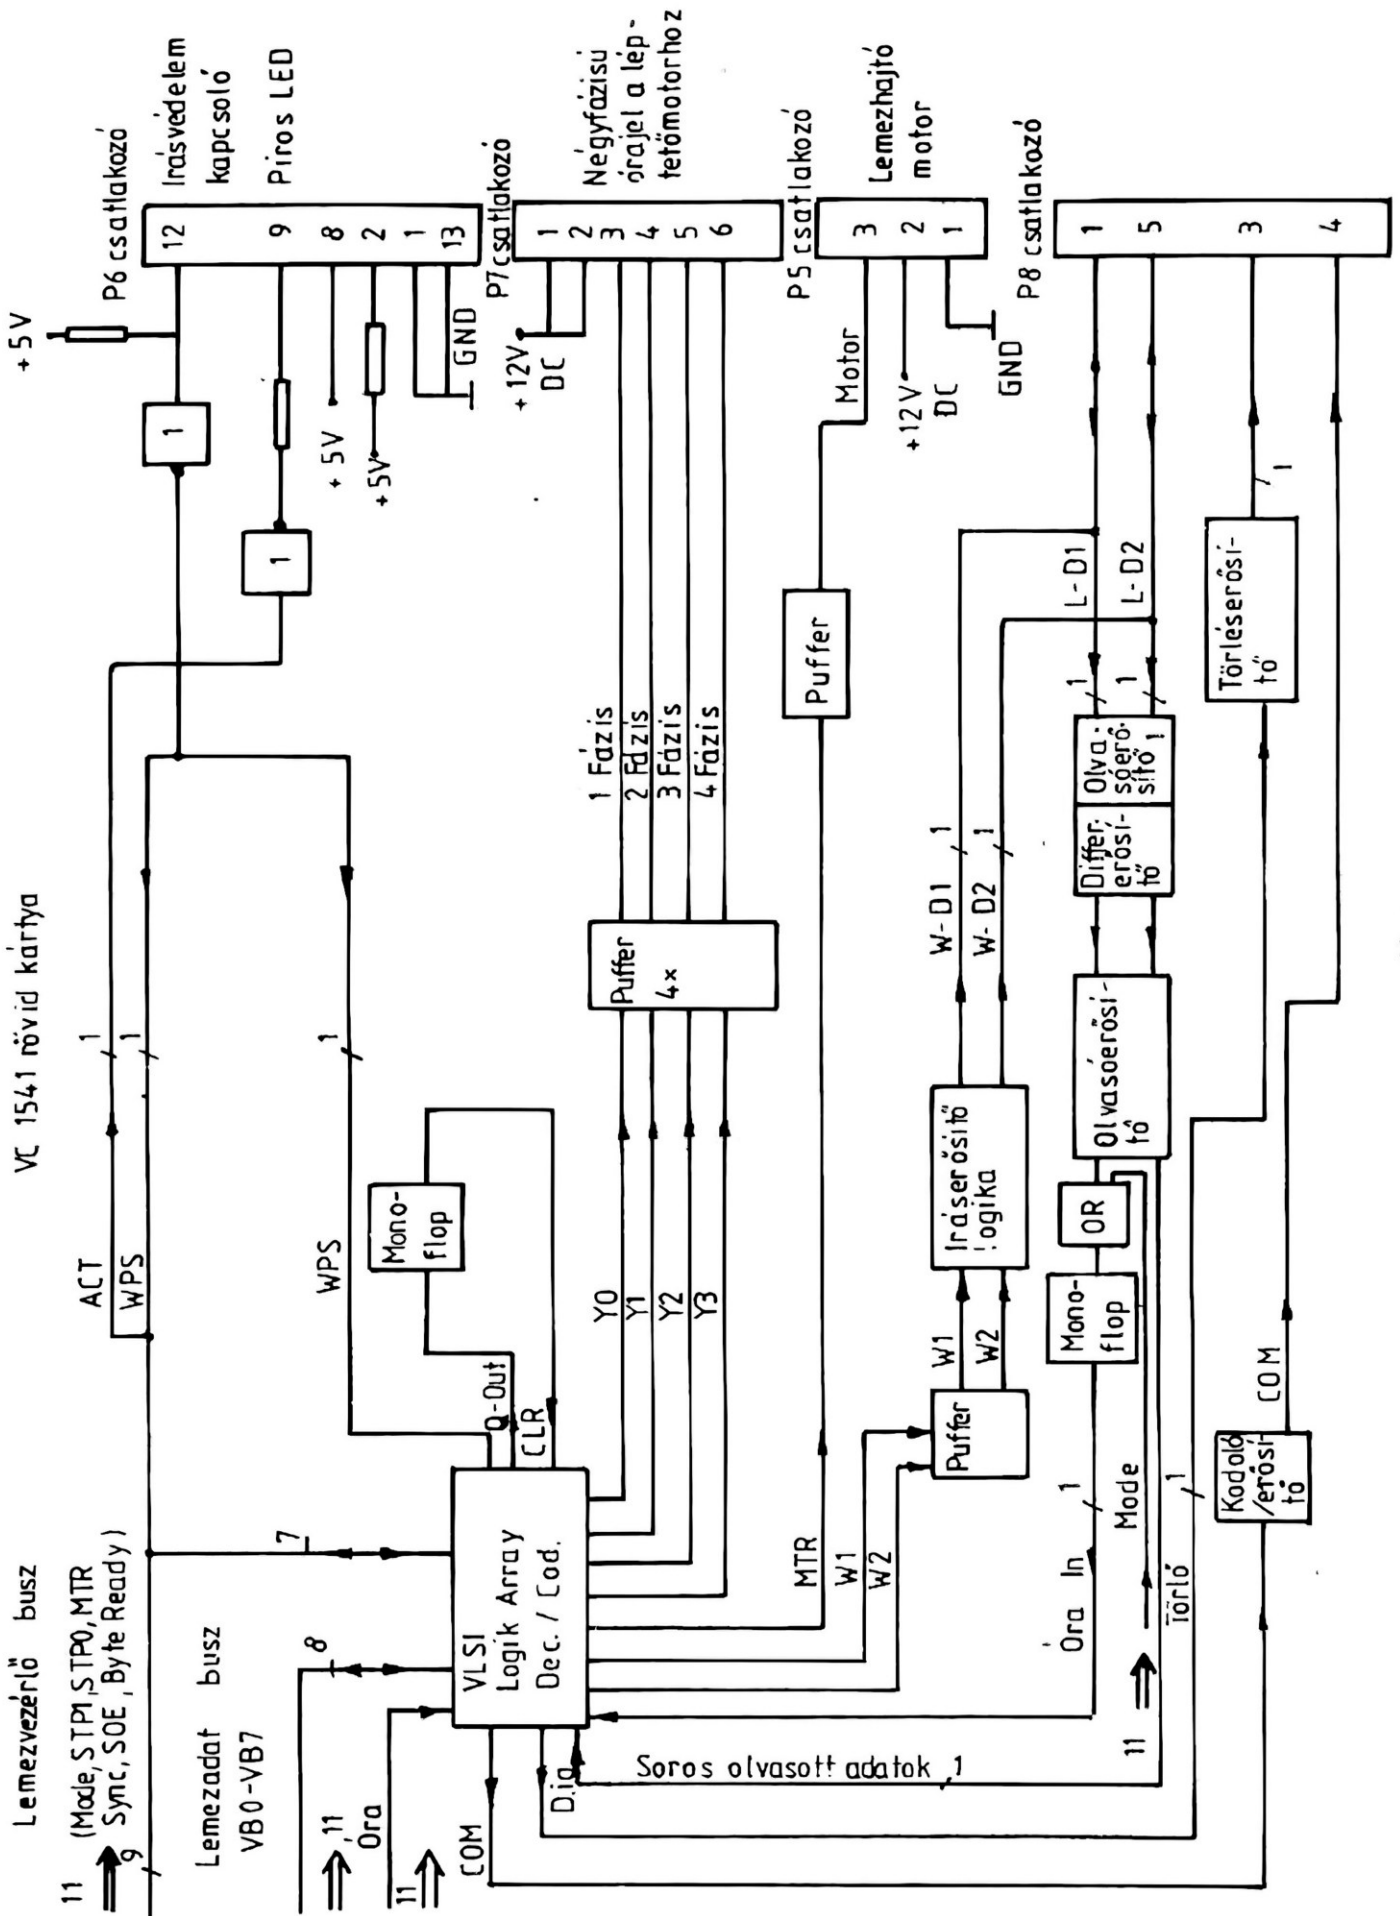 VC 1541 rövid kártya
Lemezvezérlő busz
11
(Mode, STP1, STP0, MTR
Sync, SOE, Byte Ready)
9
Lemezadat busz
VB0-VB7
11
Óra
11
8
7
ACT
WPS
1
1
WPS
1
Mono-
flop
Q-Out
CLR
VLSI
Logik Array
Dec. / Cod.
COM
Dig
Soros olvasott adatok 1
Y0
Y1
Y2
Y3
Puffer
4x
1 Fázis
2 Fázis
3 Fázis
4 Fázis
MTR
W1
W2
Puffer
Motor
Puffer
W1
W2
Iráserősitő
logika
W-D1
W-D2
1
1
Óra In
1
Mode
11
Törlő
1
Mono-
flop
OR
Olvasóerősí-
tő
Differ.
erősí-
tő
Olva-
sóerő-
sítő 1
1
1
L-D1
L-D2
Kódoló
/erősí-
tő
COM
Törléserősí-
tő
1
+5V
1
1
+5V
+5V
GND
P6 csatlakozó
12
9
8
2
1
13
Irásvédelem
kapcsoló
Piros LED
P7 csatlakozó
+12V
DC
1
2
3
4
5
6
Négyfázisú
órajel a lép-
tetőmotorhoz
P5 csatlakozó
3
2
1
+12V
DC
GND
Lemezhajtó
motor
P8 csatlakozó
1
5
3
4